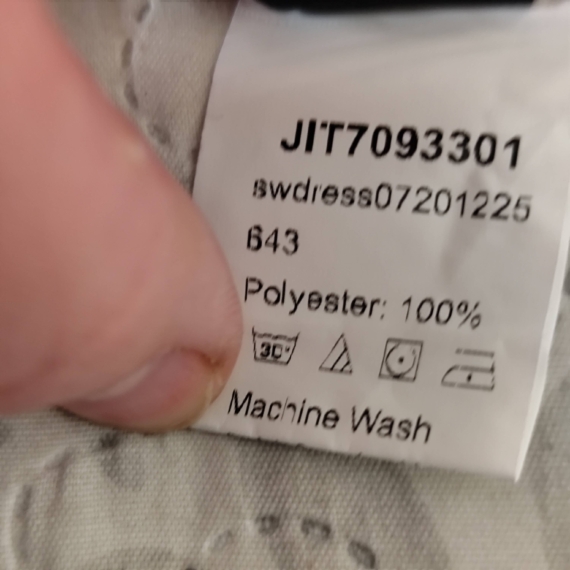 JIT7093301
swdress07201225
643
Polyester: 100%
30°
Machine Wash